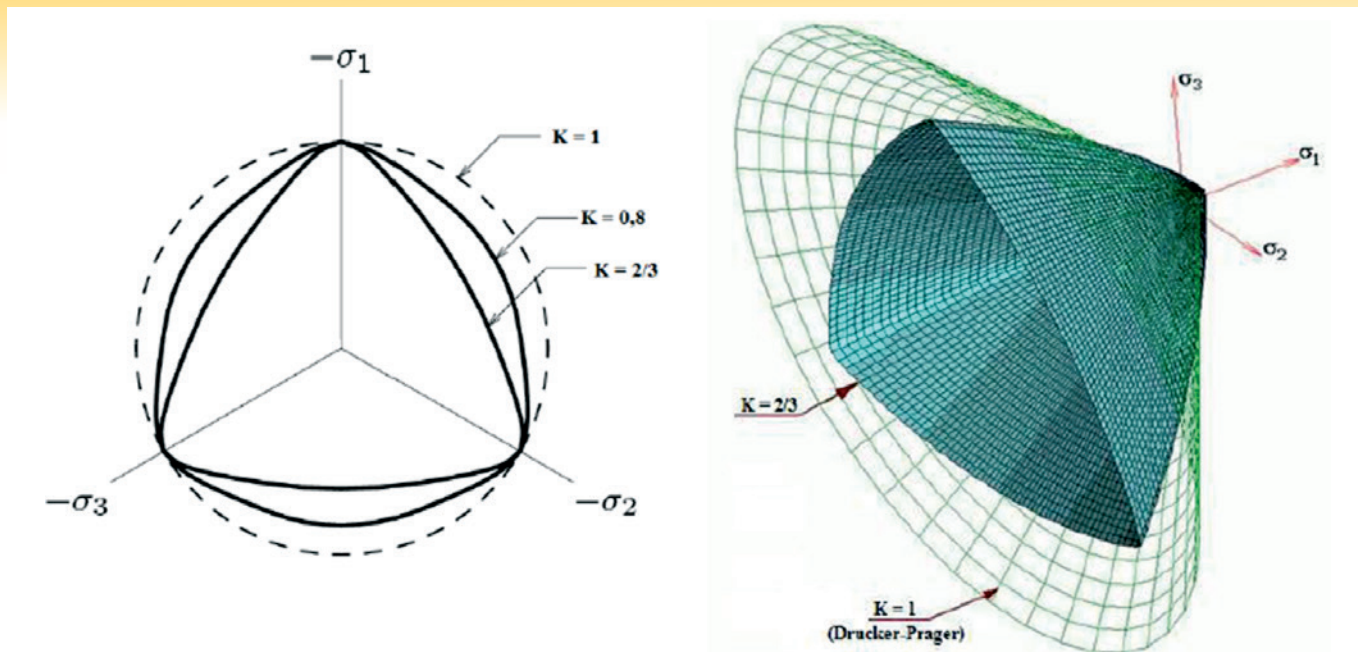 −σ₁
K = 1
K = 0,8
K = 2/3
−σ₃
−σ₂
σ₃
σ₁
σ₂
K = 2/3
K = 1
(Drucker-Prager)